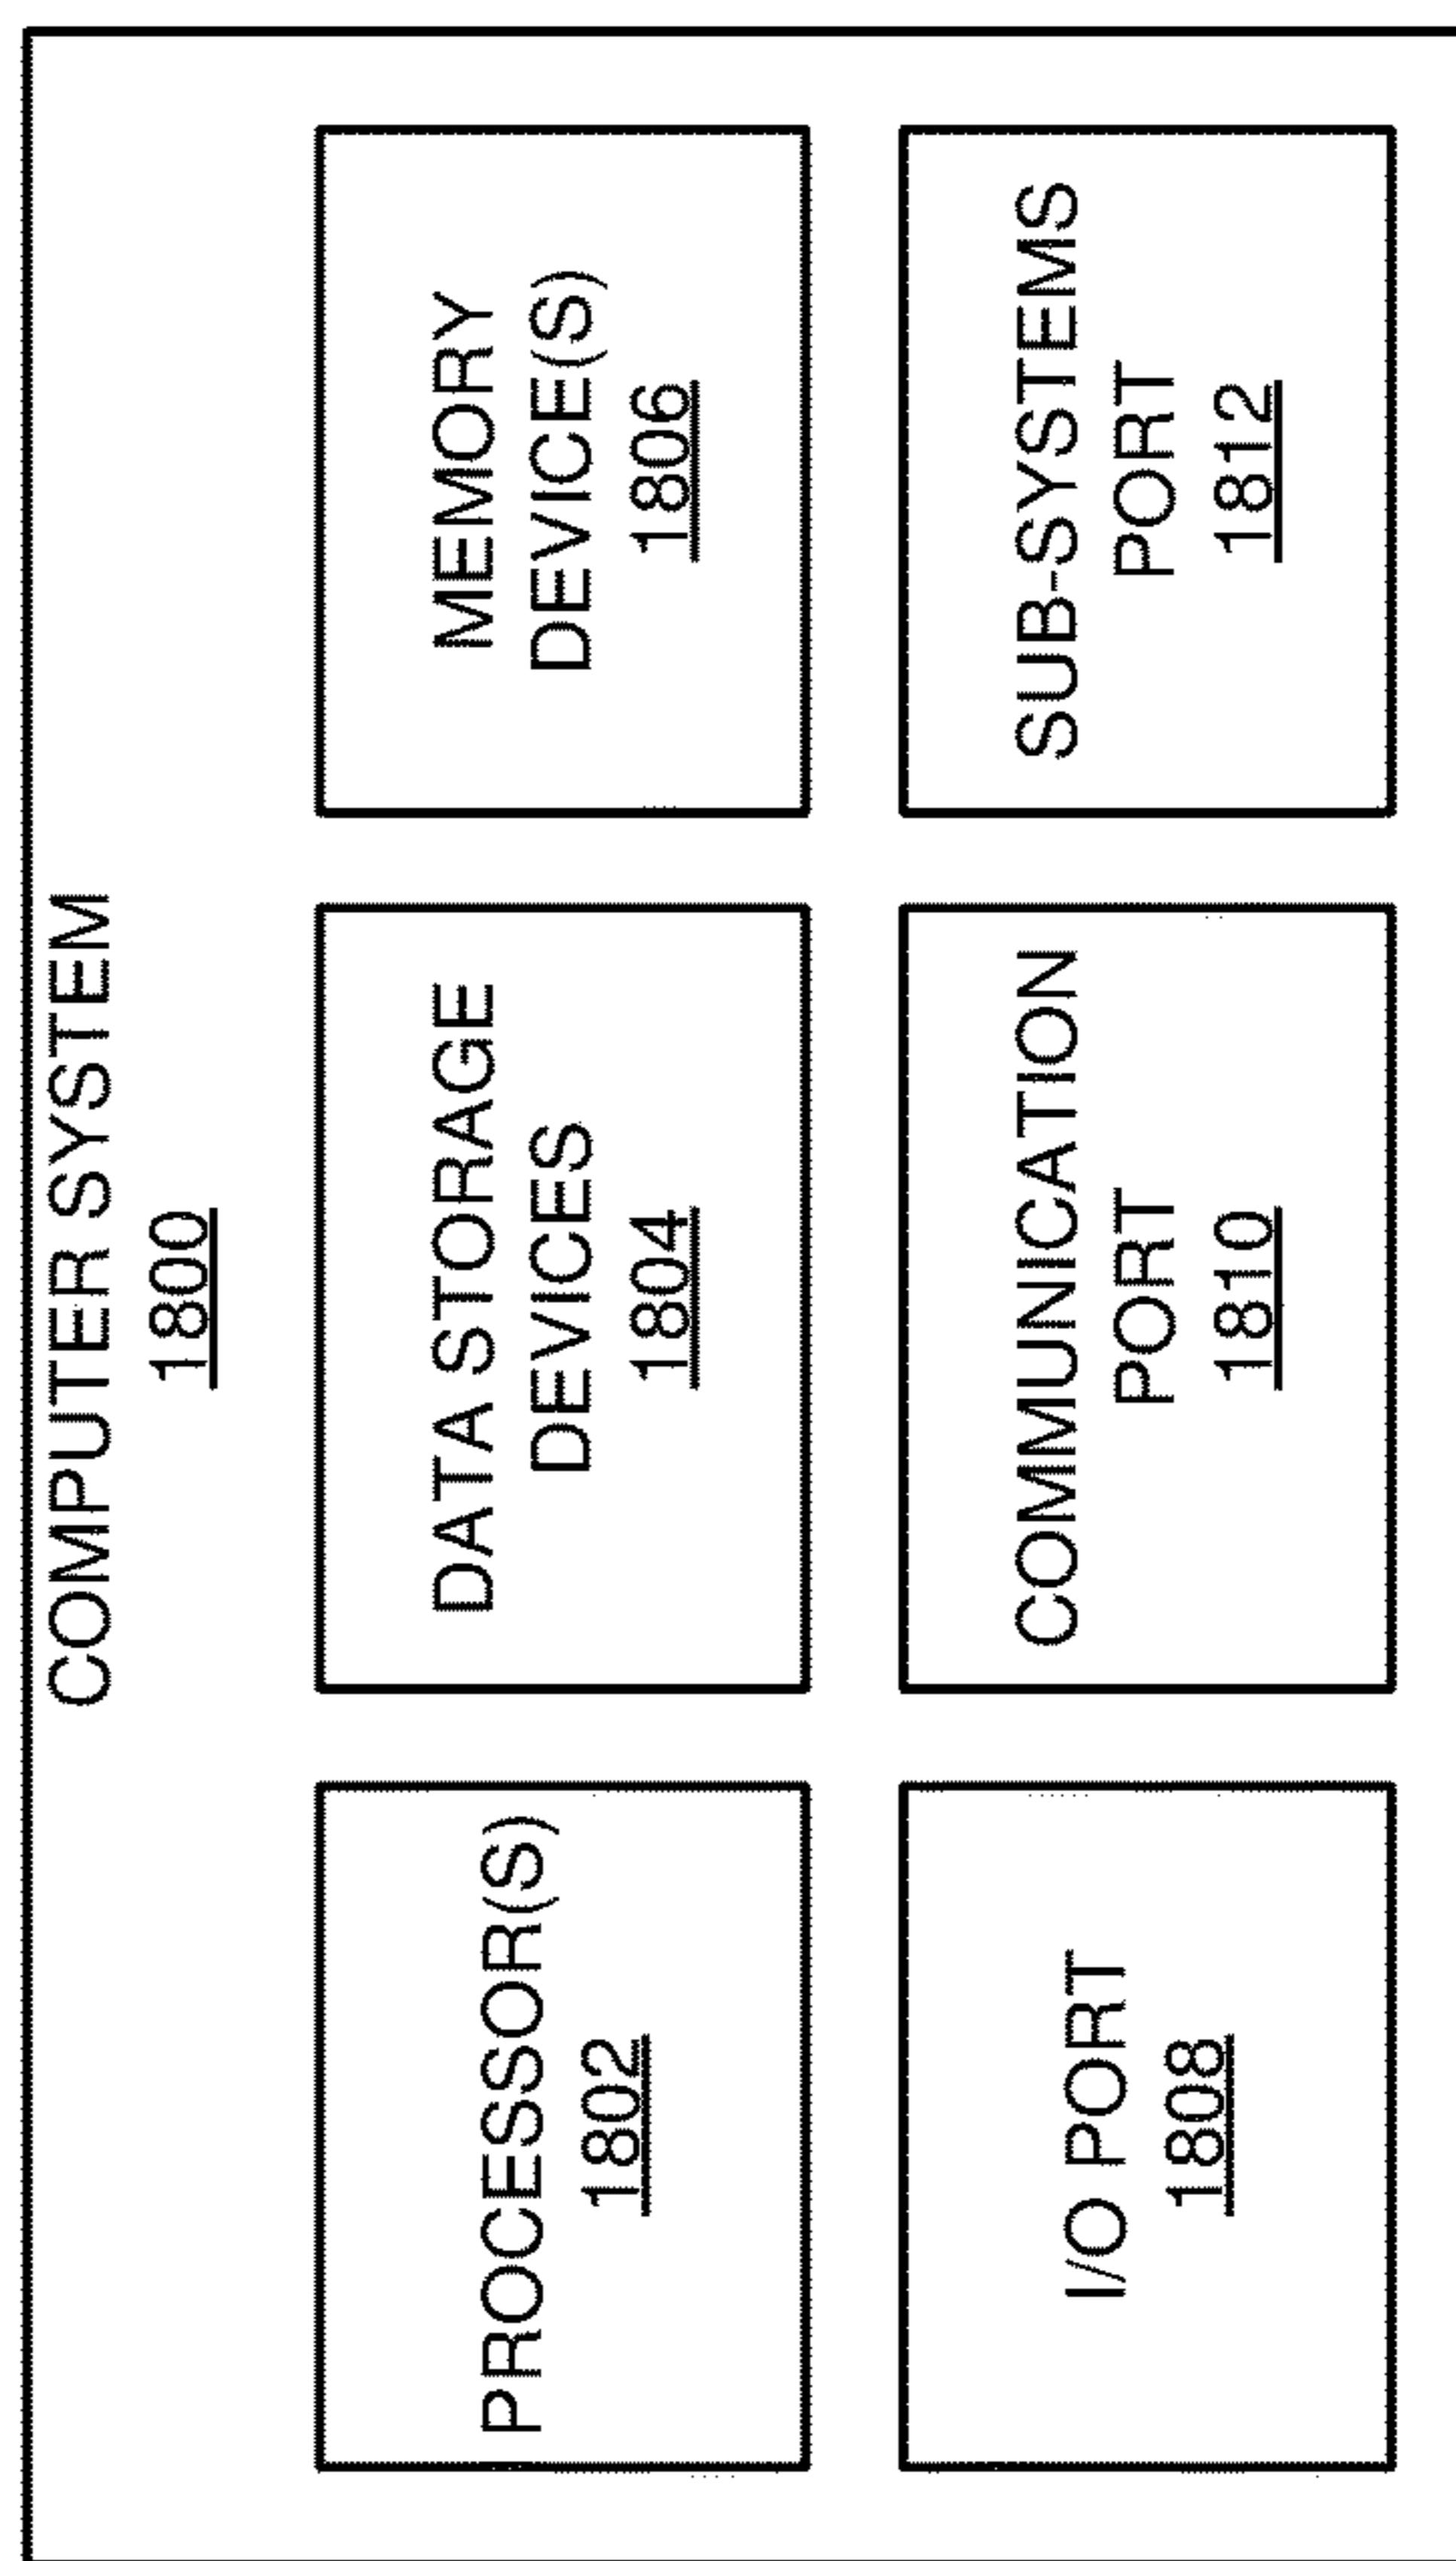 COMPUTER SYSTEM
1800
PROCESSOR(S)
1802
DATA STORAGE
DEVICES
1804
MEMORY
DEVICE(S)
1806
I/O PORT
1808
COMMUNICATION
PORT
1810
SUB-SYSTEMS
PORT
1812